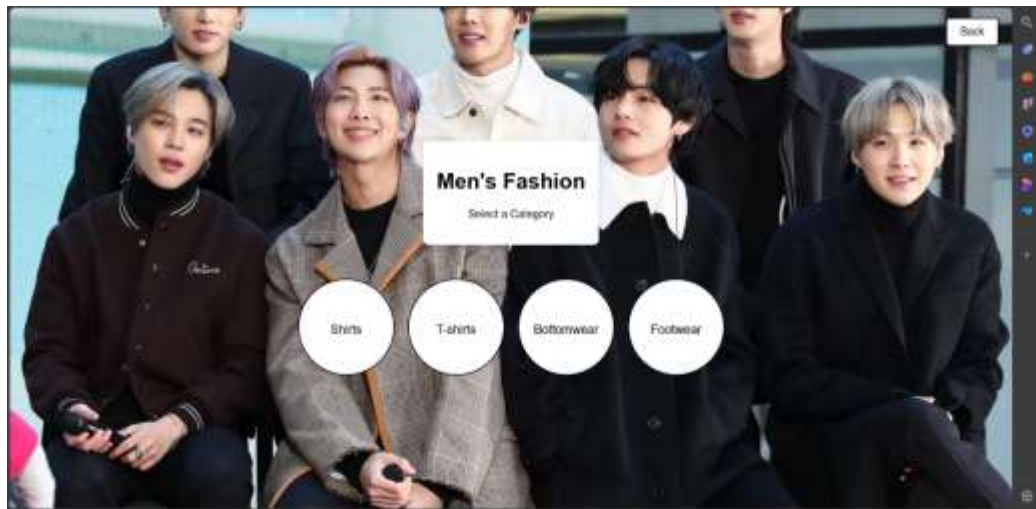 Back
Men's Fashion
Select a Category
Shirts
T-shirts
Bottomwear
Footwear